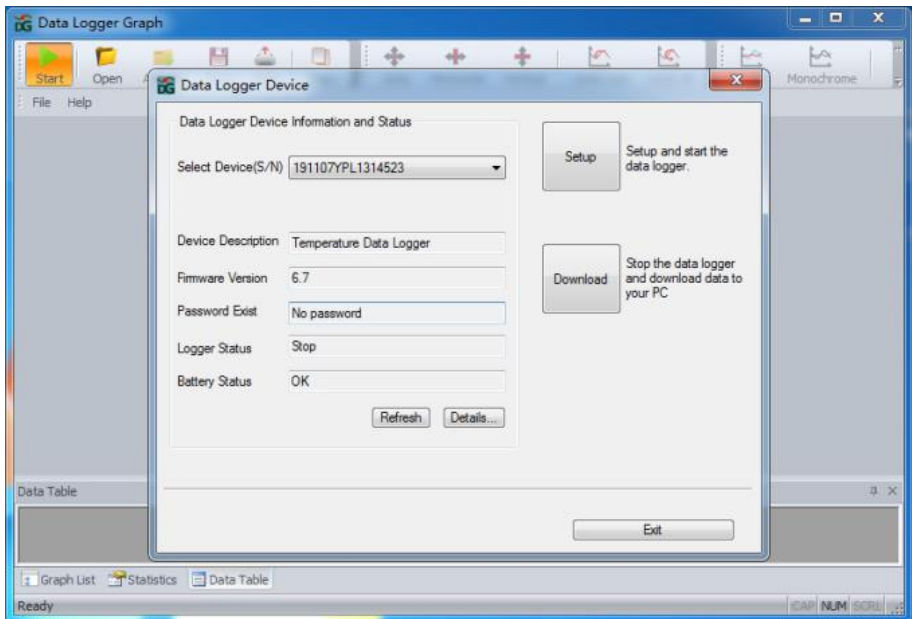 DG Data Logger Graph
Start
Open
Monochrome
File Help
DG Data Logger Device
Data Logger Device Information and Status
Select Device(S/N) 191107YPL1314523
Setup
Setup and start the
data logger.
Device Description Temperature Data Logger
Firmware Version 6.7
Download
Stop the data logger
and download data to
your PC
Password Exist No password
Logger Status Stop
Battery Status OK
Refresh Details...
Data Table
Exit
Graph List Statistics Data Table
Ready
CAP NUM SCRL